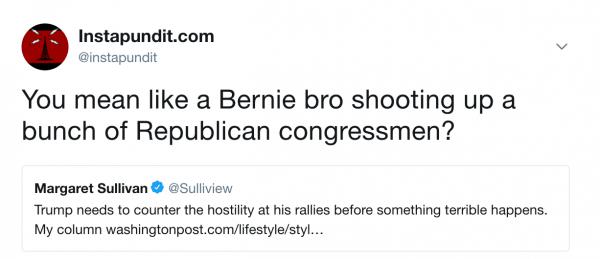 Instapundit.com
@instapundit
You mean like a Bernie bro shooting up a
bunch of Republican congressmen?
Margaret Sullivan @Sulliview
Trump needs to counter the hostility at his rallies before something terrible happens.
My column washingtonpost.com/lifestyle/styl…